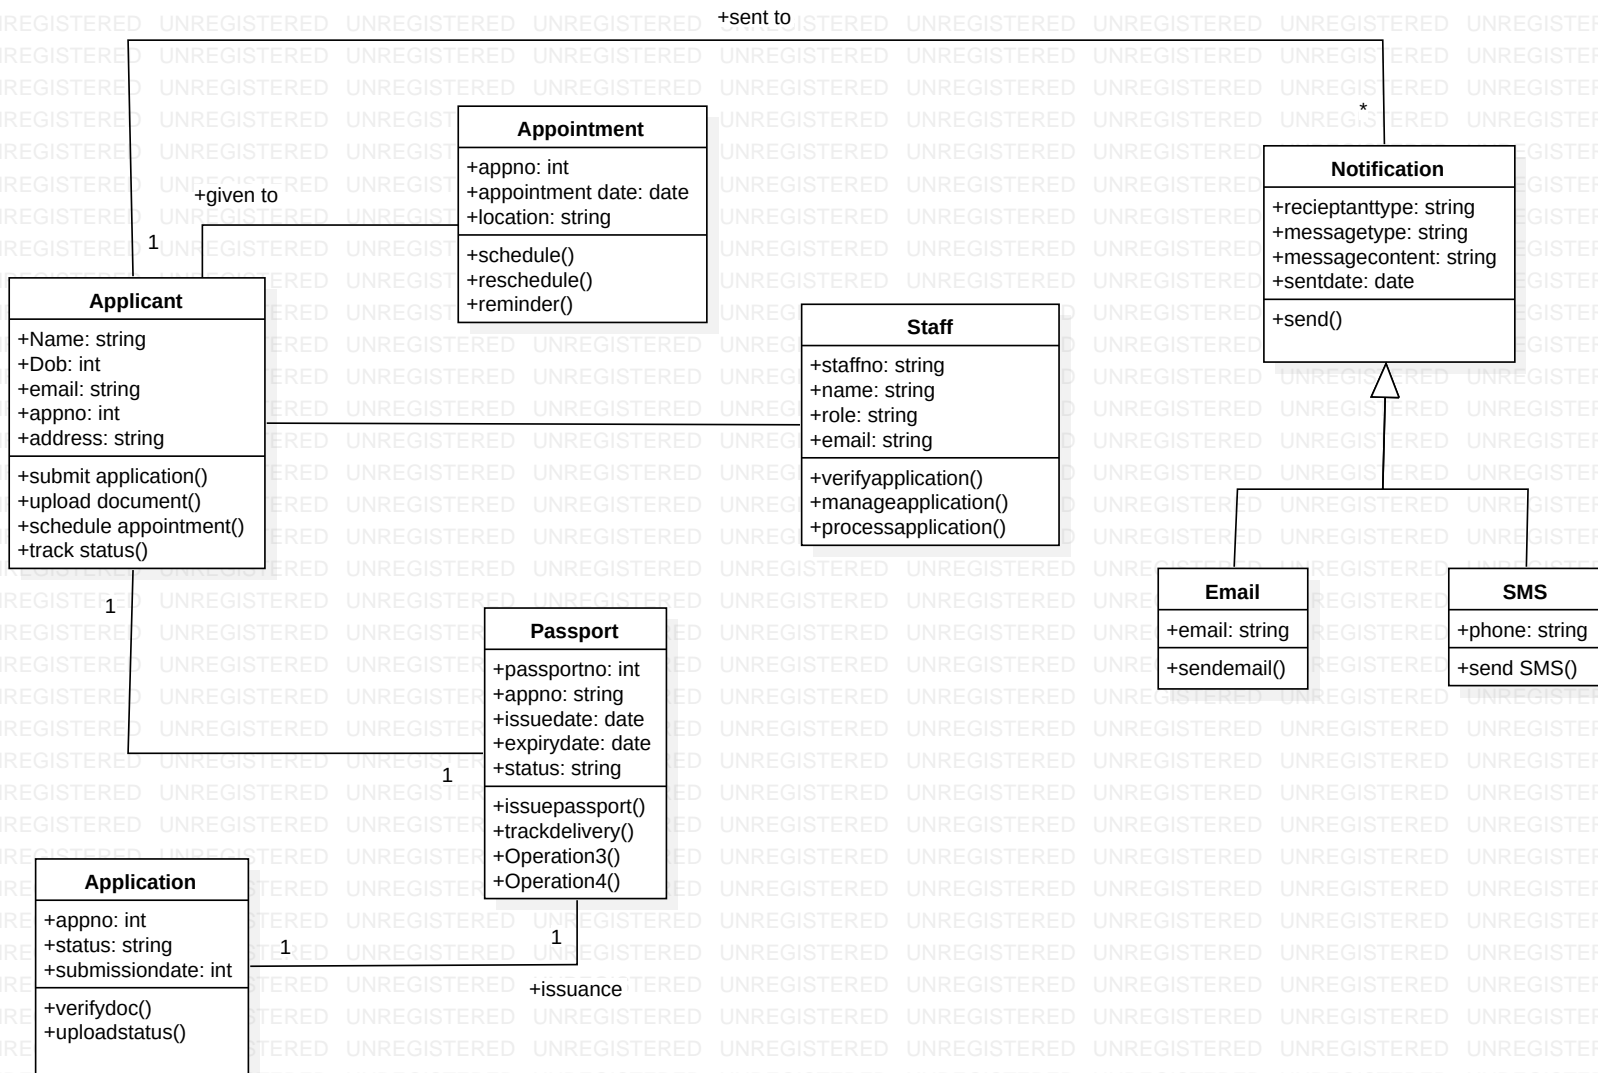 +sent to
*
Appointment
+appno: int
+appointment date: date
+location: string
+schedule()
+reschedule()
+reminder()
Notification
+recieptanttype: string
+messagetype: string
+messagecontent: string
+sentdate: date
+send()
+given to
1
Applicant
+Name: string
+Dob: int
+email: string
+appno: int
+address: string
+submit application()
+upload document()
+schedule appointment()
+track status()
Staff
+staffno: string
+name: string
+role: string
+email: string
+verifyapplication()
+manageapplication()
+processapplication()
Email
+email: string
+sendemail()
SMS
+phone: string
+send SMS()
1
Passport
+passportno: int
+appno: string
+issuedate: date
+expirydate: date
+status: string
+issuepassport()
+trackdelivery()
+Operation3()
+Operation4()
1
Application
+appno: int
+status: string
+submissiondate: int
+verifydoc()
+uploadstatus()
1
1
+issuance
UNREGISTERED